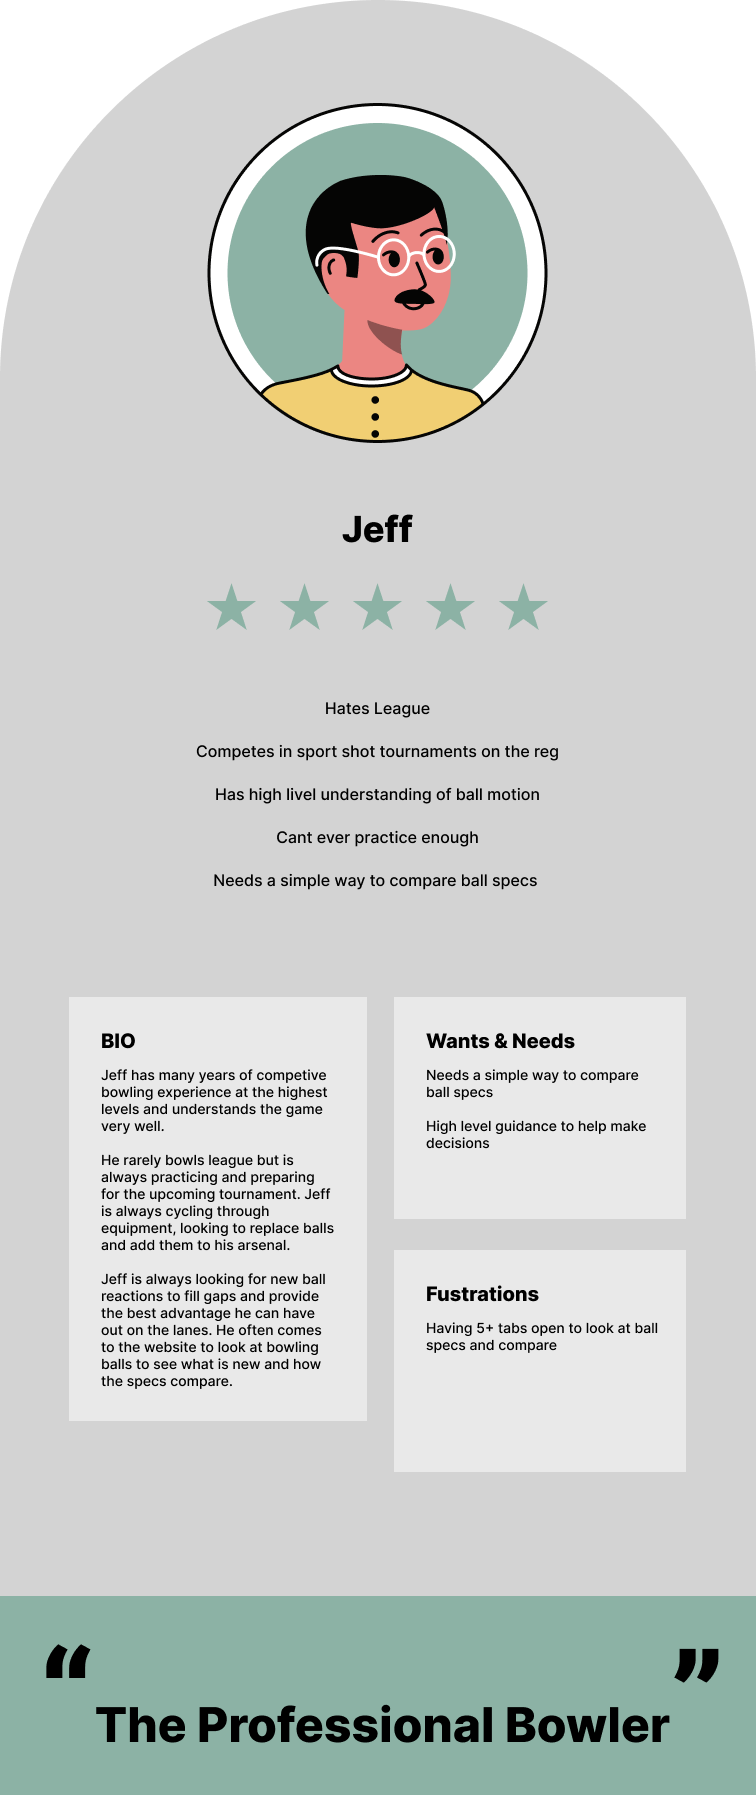 Jeff
Hates League
Competes in sport shot tournaments on the reg
Has high livel understanding of ball motion
Cant ever practice enough
Needs a simple way to compare ball specs
BIO
Jeff has many years of competive
bowling experience at the highest
levels and understands the game
very well.
He rarely bowls league but is
always practicing and preparing
for the upcoming tournament. Jeff
is always cycling through
equipment, looking to replace balls
and add them to his arsenal.
Jeff is always looking for new ball
reactions to fill gaps and provide
the best advantage he can have
out on the lanes. He often comes
to the website to look at bowling
balls to see what is new and how
the specs compare.
Wants & Needs
Needs a simple way to compare
ball specs
High level guidance to help make
decisions
Fustrations
Having 5+ tabs open to look at ball
specs and compare
“The Professional Bowler”